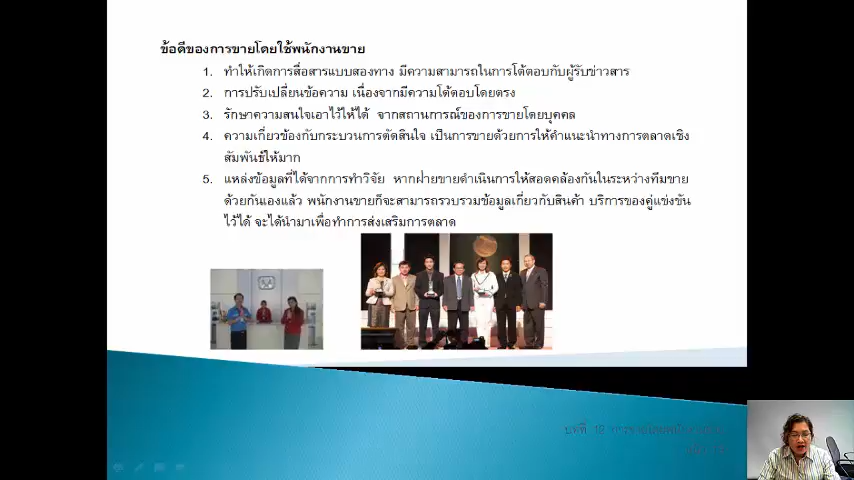 ข้อดีของการขายโดยใช้พนักงานขาย
1. ทำให้เกิดการสื่อสารแบบสองทาง มีความสามารถในการโต้ตอบกับผู้รับข่าวสาร
2. การปรับเปลี่ยนข้อความ เนื่องจากมีความโต้ตอบโดยตรง
3. รักษาความสนใจเอาไว้ให้ได้ จากสถานการณ์ของการขายโดยบุคคล
4. ความเกี่ยวข้องกับกระบวนการตัดสินใจ เป็นการขายด้วยการให้คำแนะนำทางการตลาดเชิง
สัมพันธ์ให้มาก
5. แหล่งข้อมูลที่ได้จากการทำวิจัย หากฝ่ายขายดำเนินการให้สอดคล้องกันในระหว่างทีมขาย
ด้วยกันเองแล้ว พนักงานขายก็จะสามารถรวบรวมข้อมูลเกี่ยวกับสินค้า บริการของคู่แข่งขัน
ไว้ได้ จะได้นำมาเพื่อทำการส่งเสริมการตลาด
บทที่ 12